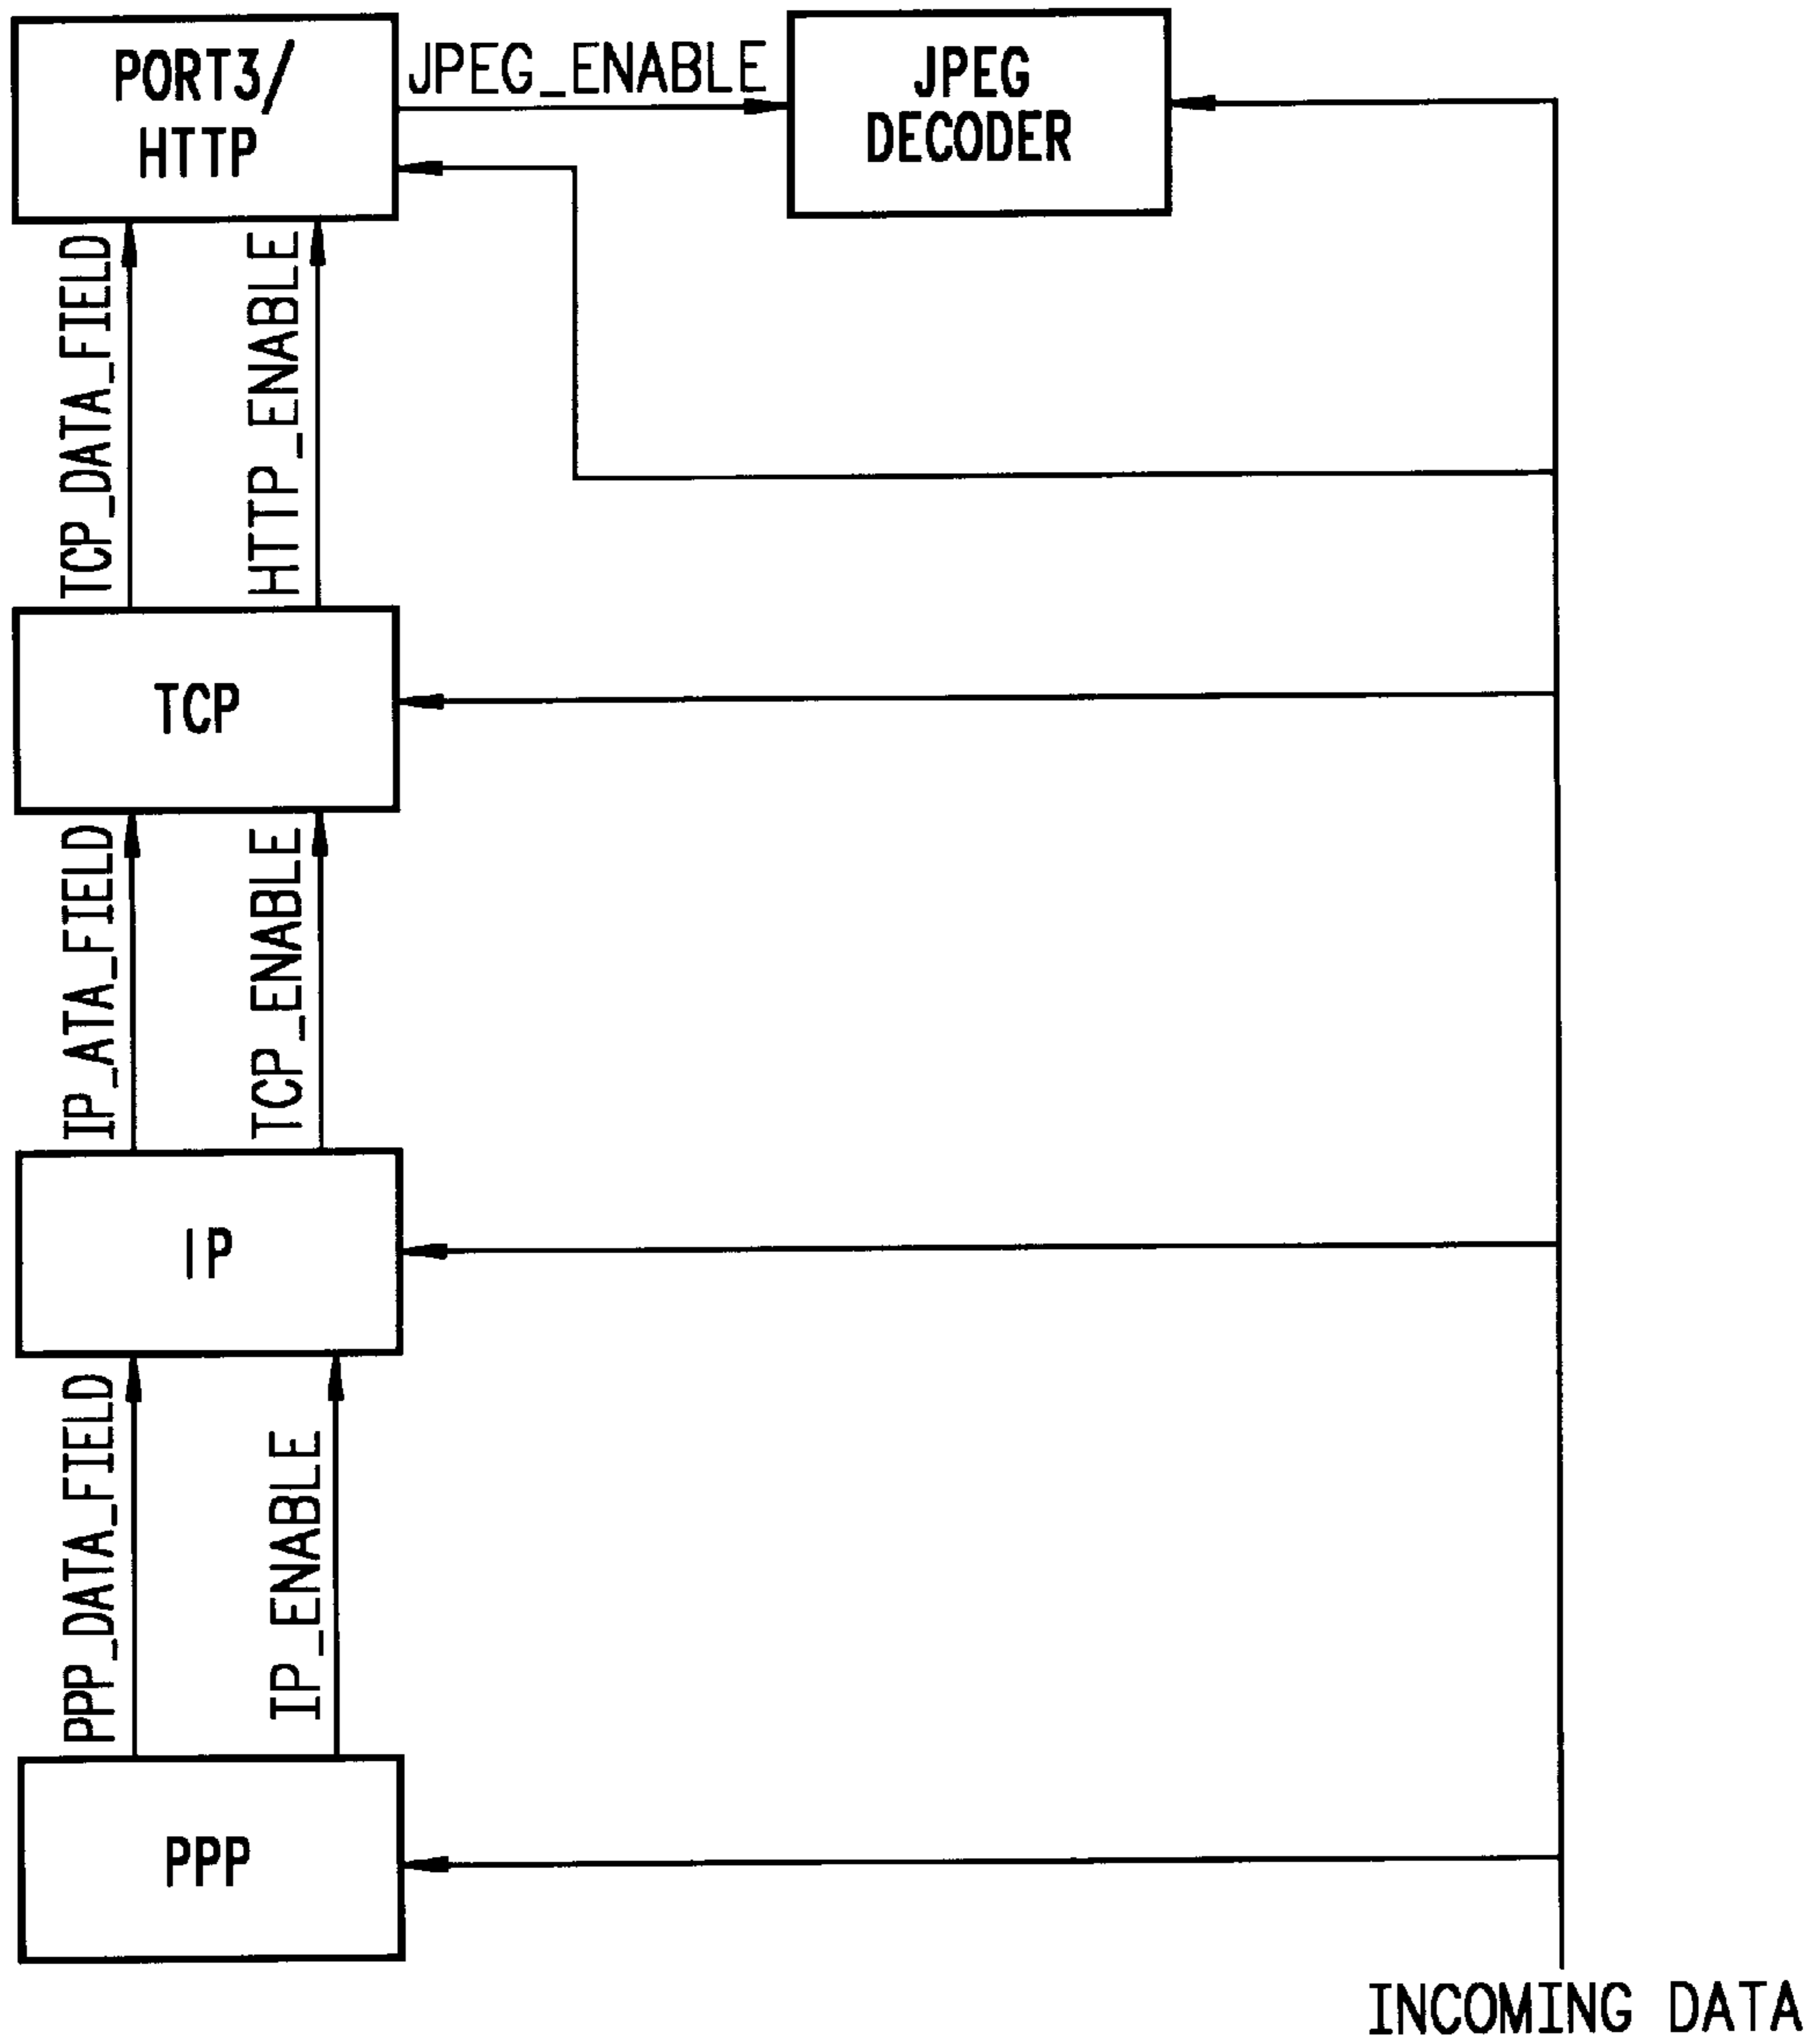 PORT3/
HTTP
JPEG_ENABLE
JPEG
DECODER
TCP_DATA_FIELD
HTTP_ENABLE
TCP
IP_ATA_FIELD
TCP_ENABLE
IP
PPP_DATA_FIELD
IP_ENABLE
PPP
INCOMING DATA